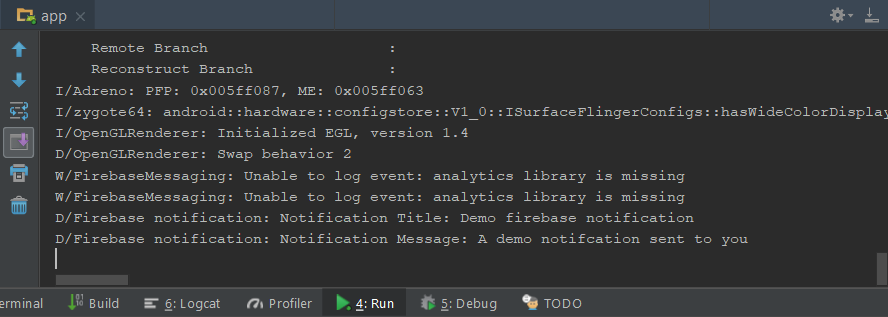 app
Remote Branch :
Reconstruct Branch :
I/Adreno: PFP: 0x005ff087, ME: 0x005ff063
I/zygote64: android::hardware::configstore::V1_0::ISurfaceFlingerConfigs::hasWideColorDisplay
I/OpenGLRenderer: Initialized EGL, version 1.4
D/OpenGLRenderer: Swap behavior 2
W/FirebaseMessaging: Unable to log event: analytics library is missing
W/FirebaseMessaging: Unable to log event: analytics library is missing
D/Firebase notification: Notification Title: Demo firebase notification
D/Firebase notification: Notification Message: A demo notifcation sent to you
erminal Build 6: Logcat Profiler 4: Run 5: Debug TODO